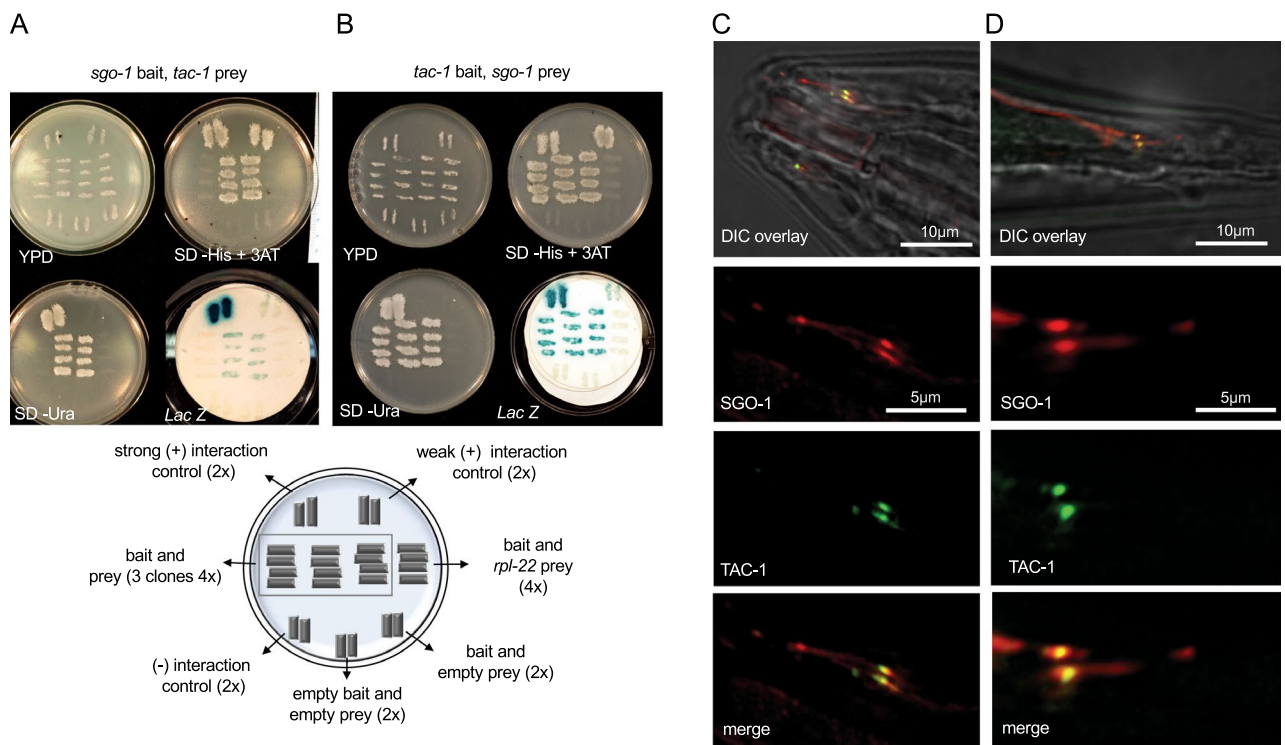 A
B
C
D
sgo-1 bait, tac-1 prey
tac-1 bait, sgo-1 prey
YPD
SD -His + 3AT
SD -Ura
Lac Z
YPD
SD -His + 3AT
SD -Ura
Lac Z
strong (+) interaction
control (2x)
weak (+) interaction
control (2x)
bait and
prey (3 clones 4x)
bait and
rpl-22 prey
(4x)
(-) interaction
control (2x)
empty bait and
empty prey (2x)
bait and
empty prey (2x)
DIC overlay
10µm
SGO-1
5µm
TAC-1
merge
DIC overlay
10µm
SGO-1
5µm
TAC-1
merge